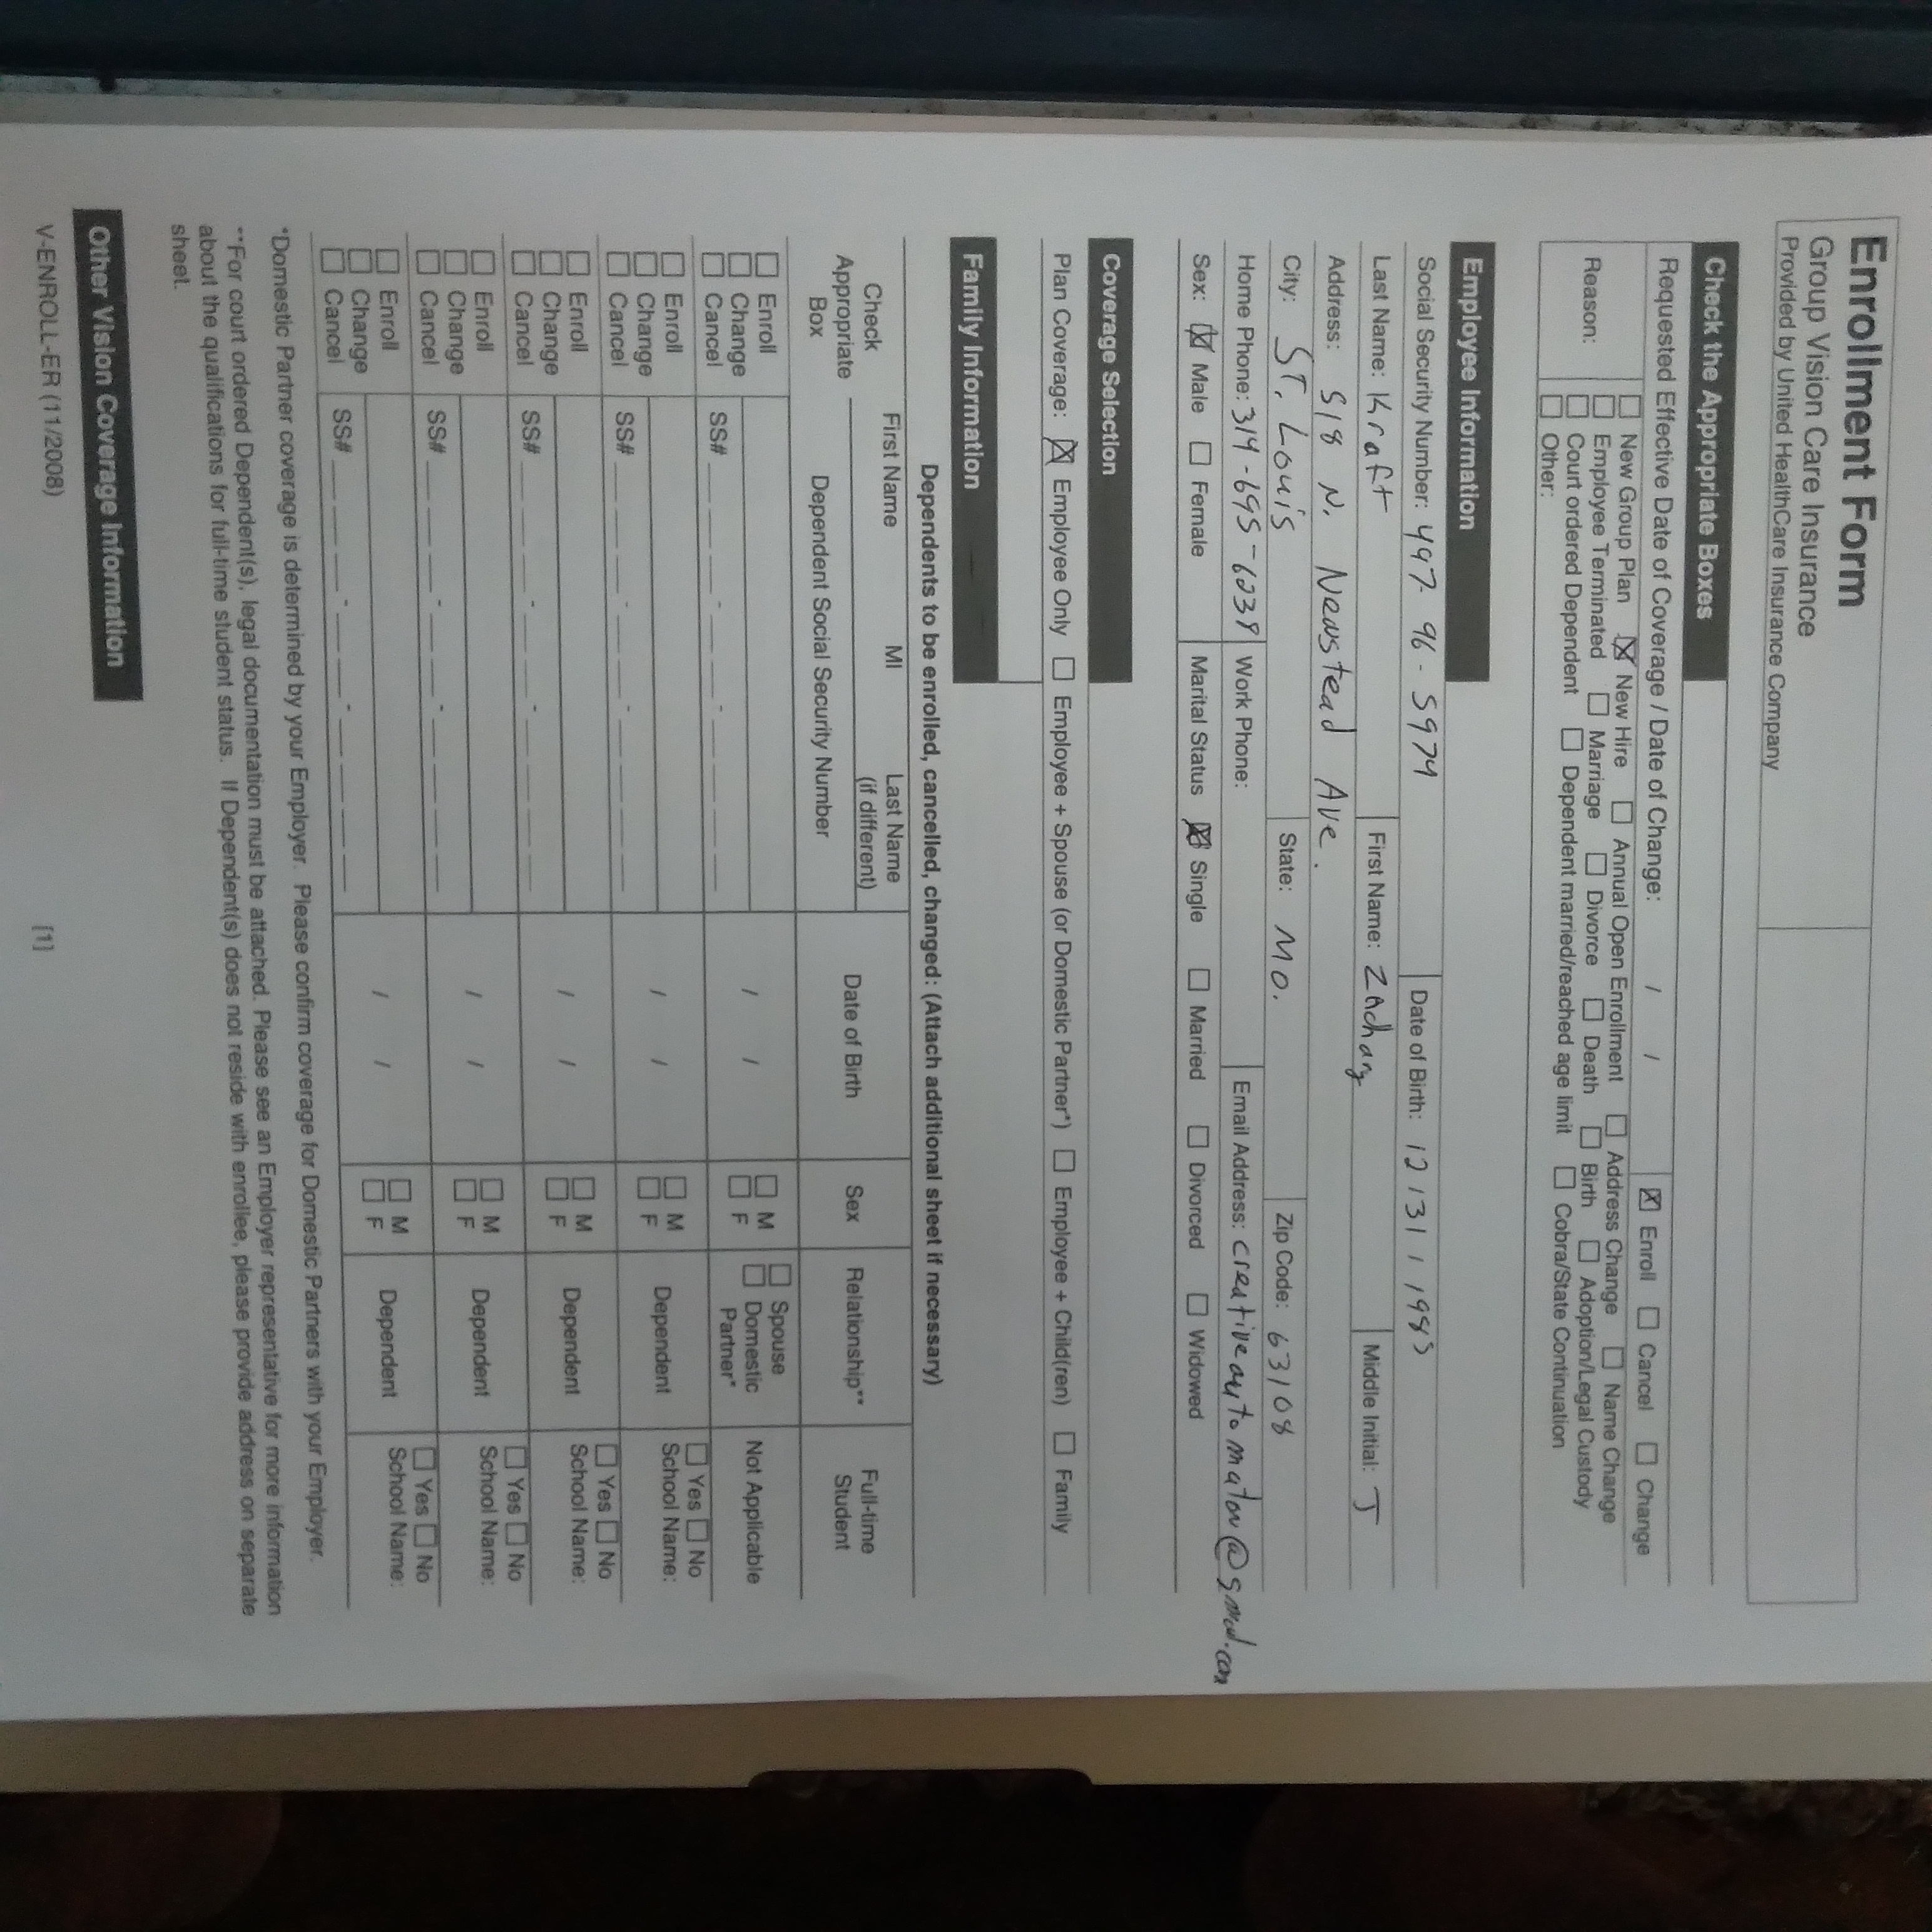 Enrollment Form
Group Vision Care Insurance
Provided by United HealthCare Insurance Company
Check the Appropriate Boxes
Requested Effective Date of Coverage / Date of Change: / / ☒ Enroll ☐ Cancel ☐ Change
Reason: ☐ New Group Plan ☒ New Hire ☐ Annual Open Enrollment ☐ Address Change ☐ Name Change
☐ Employee Terminated ☐ Marriage ☐ Divorce ☐ Death ☐ Birth ☐ Adoption/Legal Custody
☐ Court ordered Dependent ☐ Dependent married/reached age limit ☐ Cobra/State Continuation
☐ Other:
Employee Information
Social Security Number: 497-96-5974 Date of Birth: 12/31/1983
Last Name: Kraft First Name: Zachary Middle Initial: J
Address: 518 N. Newstead Ave.
City: ST. Louis State: MO. Zip Code: 63108
Home Phone: 314-695-6238 Work Phone: Email Address: creativeautomaton@gmail.com
Sex: ☒ Male ☐ Female Marital Status ☒ Single ☐ Married ☐ Divorced ☐ Widowed
Coverage Selection
Plan Coverage: ☒ Employee Only ☐ Employee + Spouse (or Domestic Partner*) ☐ Employee + Child(ren) ☐ Family
Family Information
Dependents to be enrolled, cancelled, changed: (Attach additional sheet if necessary)
Check Appropriate Box First Name MI Last Name (if different) Dependent Social Security Number Date of Birth Sex Relationship** Full-time Student
☐ Enroll ☐ Change ☐ Cancel SS# ___-__-____ / / ☐ M ☐ F ☐ Spouse ☐ Domestic Partner* Not Applicable
☐ Enroll ☐ Change ☐ Cancel SS# ___-__-____ / / ☐ M ☐ F Dependent ☐ Yes ☐ No School Name:
☐ Enroll ☐ Change ☐ Cancel SS# ___-__-____ / / ☐ M ☐ F Dependent ☐ Yes ☐ No School Name:
☐ Enroll ☐ Change ☐ Cancel SS# ___-__-____ / / ☐ M ☐ F Dependent ☐ Yes ☐ No School Name:
☐ Enroll ☐ Change ☐ Cancel SS# ___-__-____ / / ☐ M ☐ F Dependent ☐ Yes ☐ No School Name:
*Domestic Partner coverage is determined by your Employer. Please confirm coverage for Domestic Partners with your Employer.
**For court ordered Dependent(s), legal documentation must be attached. Please see an Employer representative for more information
about the qualifications for full-time student status. If Dependent(s) does not reside with enrollee, please provide address on separate
sheet.
Other Vision Coverage Information
V-ENROLL-ER (11/2008) [1]